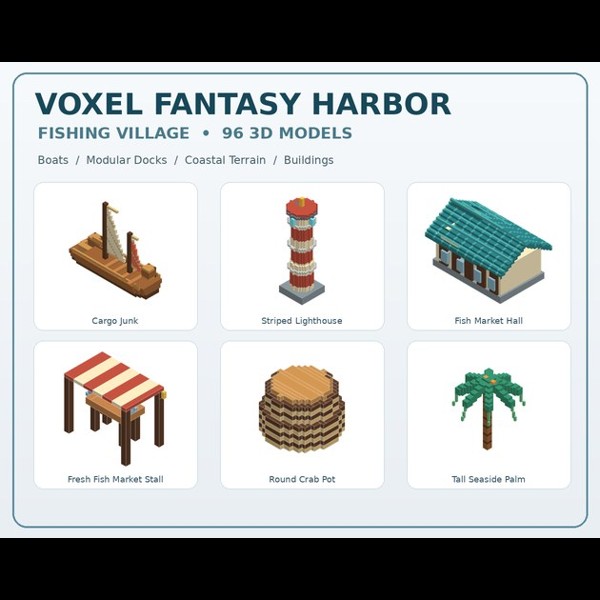 VOXEL FANTASY HARBOR
FISHING VILLAGE • 96 3D MODELS
Boats / Modular Docks / Coastal Terrain / Buildings
Cargo Junk
Striped Lighthouse
Fish Market Hall
Fresh Fish Market Stall
Round Crab Pot
Tall Seaside Palm